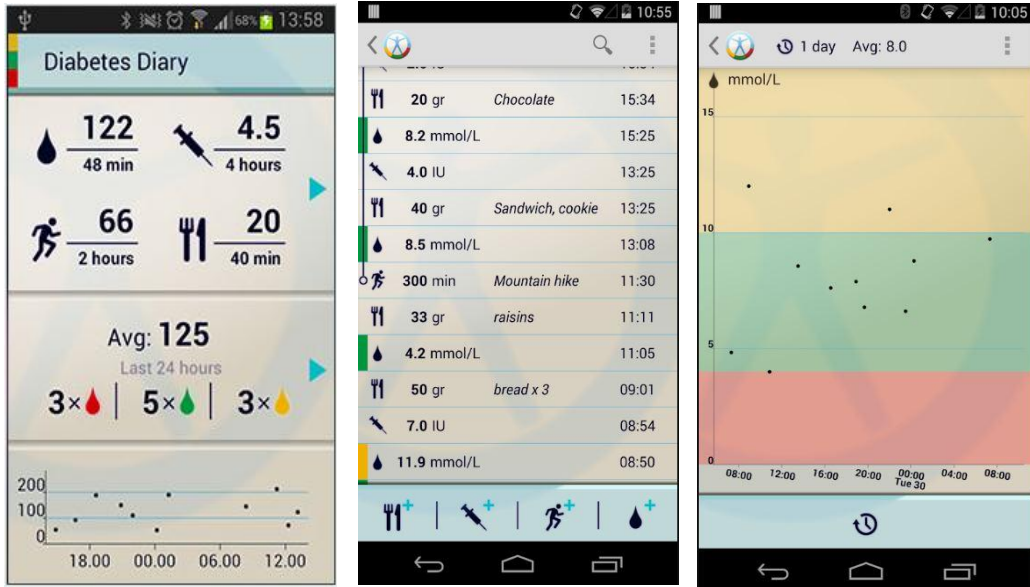 68% 13:58
Diabetes Diary
122 4.5
48 min 4 hours
66 20
2 hours 40 min
Avg: 125
Last 24 hours
3× | 5× | 3×
200
100
0
18.00 00.00 06.00 12.00
10:55
20 gr Chocolate 15:34
8.2 mmol/L 15:25
4.0 IU 13:25
40 gr Sandwich, cookie 13:25
8.5 mmol/L 13:08
300 min Mountain hike 11:30
33 gr raisins 11:11
4.2 mmol/L 11:05
50 gr bread x 3 09:01
7.0 IU 08:54
11.9 mmol/L 08:50
10:05
1 day Avg: 8.0
mmol/L
15
10
5
0
08:00 12:00 16:00 20:00 00:00 04:00 08:00
Tue 30